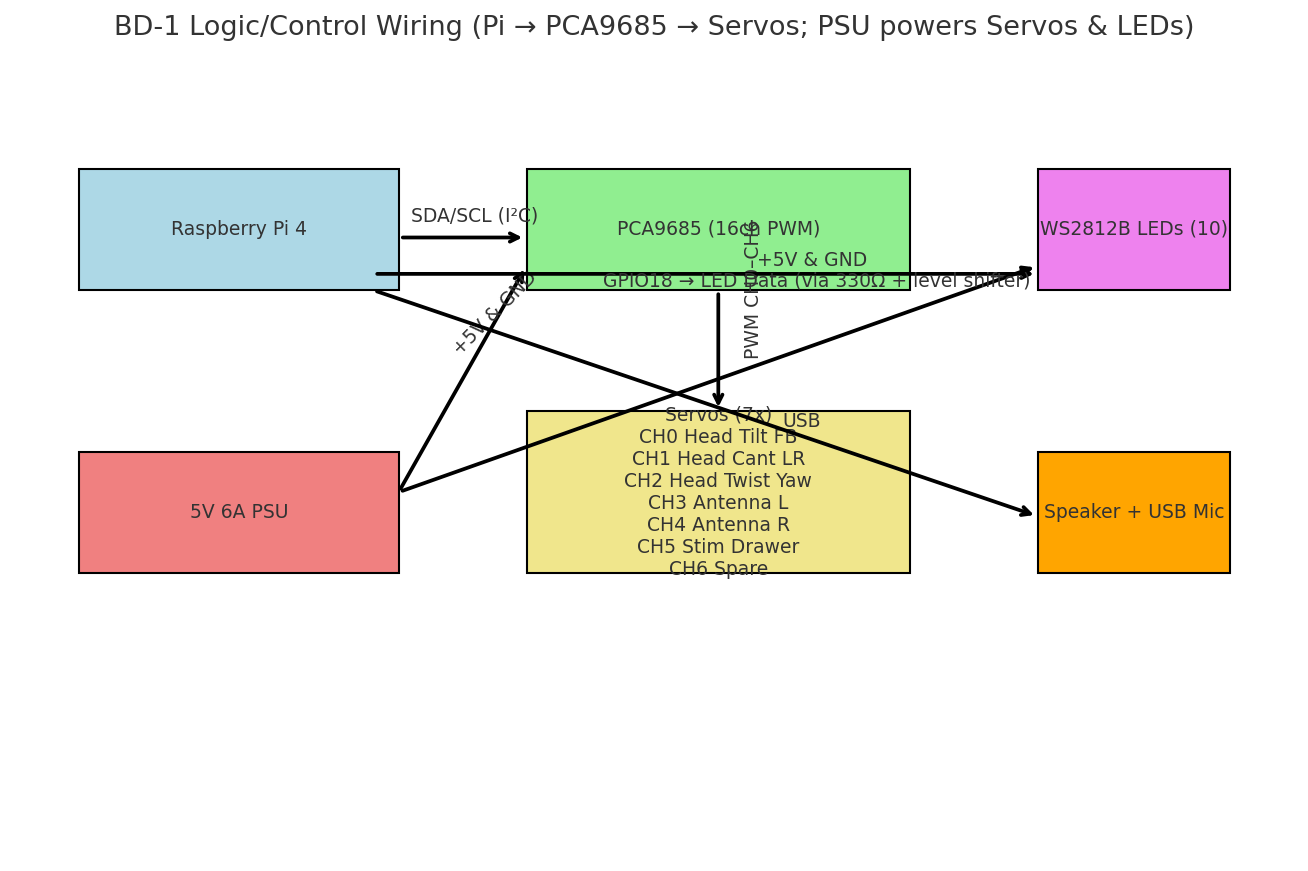 BD-1 Logic/Control Wiring (Pi → PCA9685 → Servos; PSU powers Servos & LEDs)
Raspberry Pi 4
SDA/SCL (I²C)
PCA9685 (16ch PWM)
WS2812B LEDs (10)
+5V & GND
GPIO18 → LED Data (via 330Ω + level shifter)
PWM CH0–CH6
+5V & GND
5V 6A PSU
Servos (7x)
CH0 Head Tilt FB
CH1 Head Cant LR
CH2 Head Twist Yaw
CH3 Antenna L
CH4 Antenna R
CH5 Stim Drawer
CH6 Spare
USB
Speaker + USB Mic